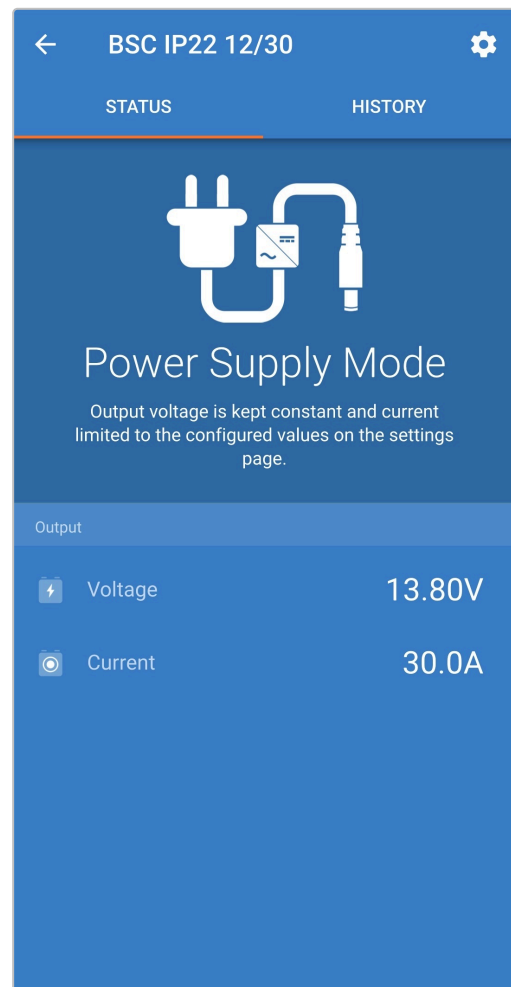 BSC IP22 12/30
STATUS
HISTORY
Power Supply Mode
Output voltage is kept constant and current
limited to the configured values on the settings
page.
Output
Voltage
13.80V
Current
30.0A